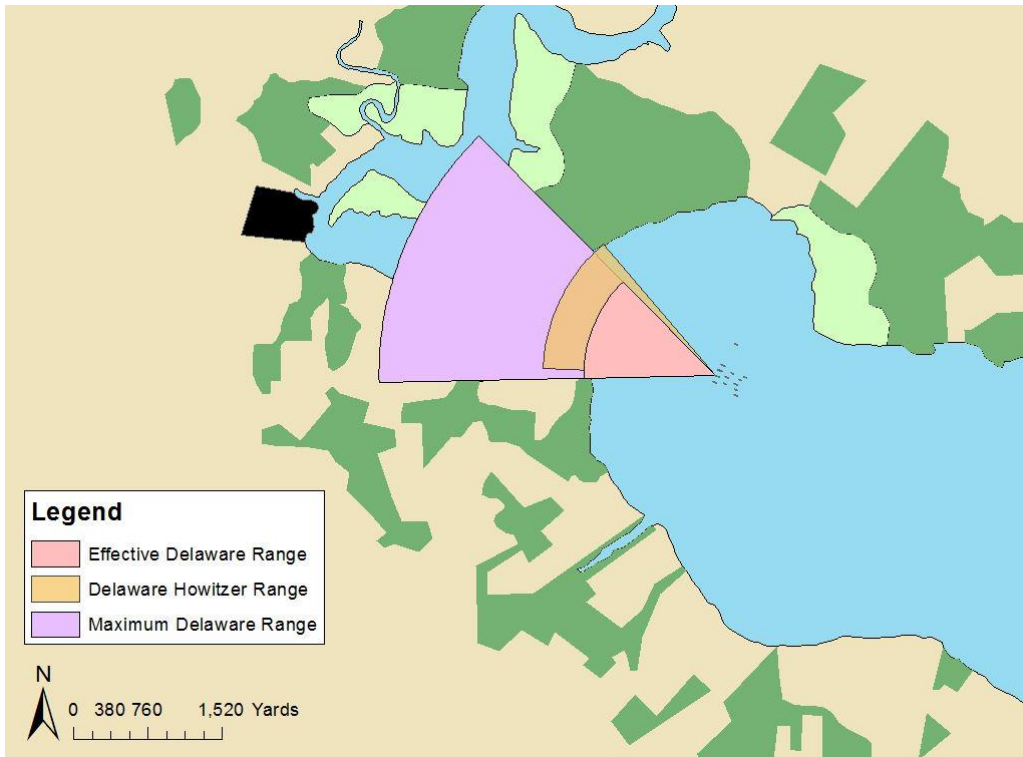 Legend
Effective Delaware Range
Delaware Howitzer Range
Maximum Delaware Range
N
0 380 760 1,520 Yards